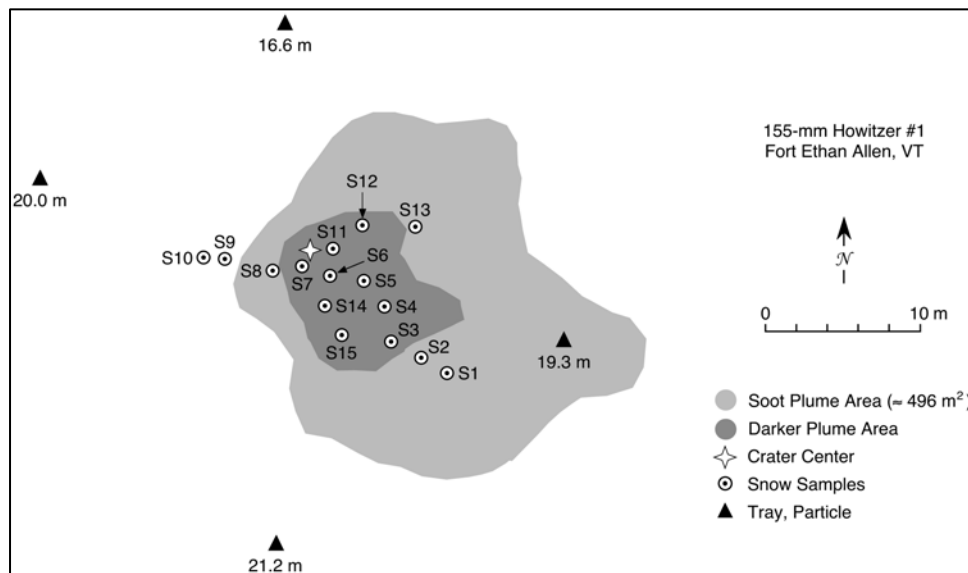 16.6 m
155-mm Howitzer #1
Fort Ethan Allen, VT
20.0 m
S12
S13
S11
S9
S10
S6
S8
S7
S5
N
S14
S4
0
10 m
S3
S15
S2
19.3 m
S1
Soot Plume Area (≈ 496 m²)
Darker Plume Area
Crater Center
Snow Samples
Tray, Particle
21.2 m